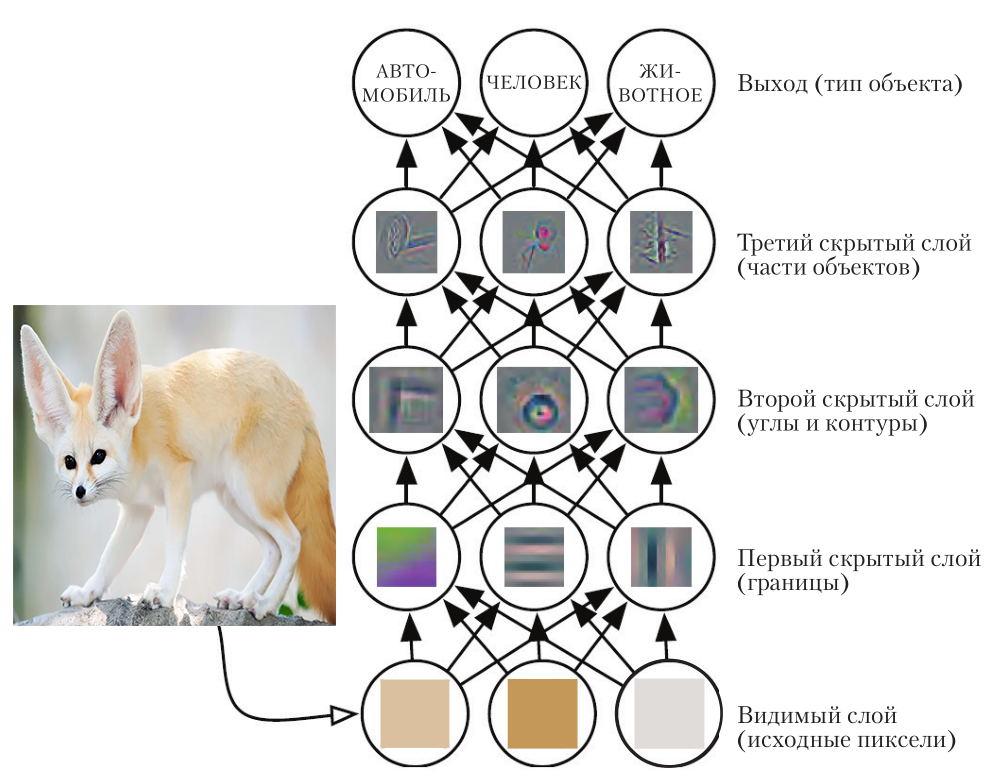 АВТО-
МОБИЛЬ
ЧЕЛОВЕК
ЖИ-
ВОТНОЕ
Выход (тип объекта)
Третий скрытый слой
(части объектов)
Второй скрытый слой
(углы и контуры)
Первый скрытый слой
(границы)
Видимый слой
(исходные пиксели)